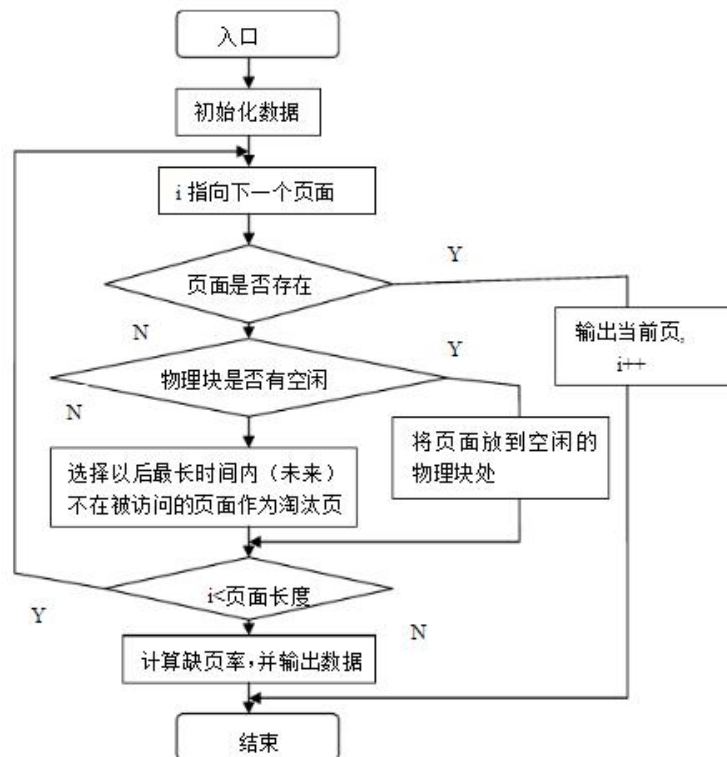 入口
初始化数据
i 指向下一个页面
Y
页面是否存在
输出当前页,
i++
N
Y
物理块是否有空闲
N
将页面放到空闲的
物理块处
选择以后最长时间内（未来）
不在被访问的页面作为淘汰页
i<页面长度
Y
N
计算缺页率,并输出数据
结束